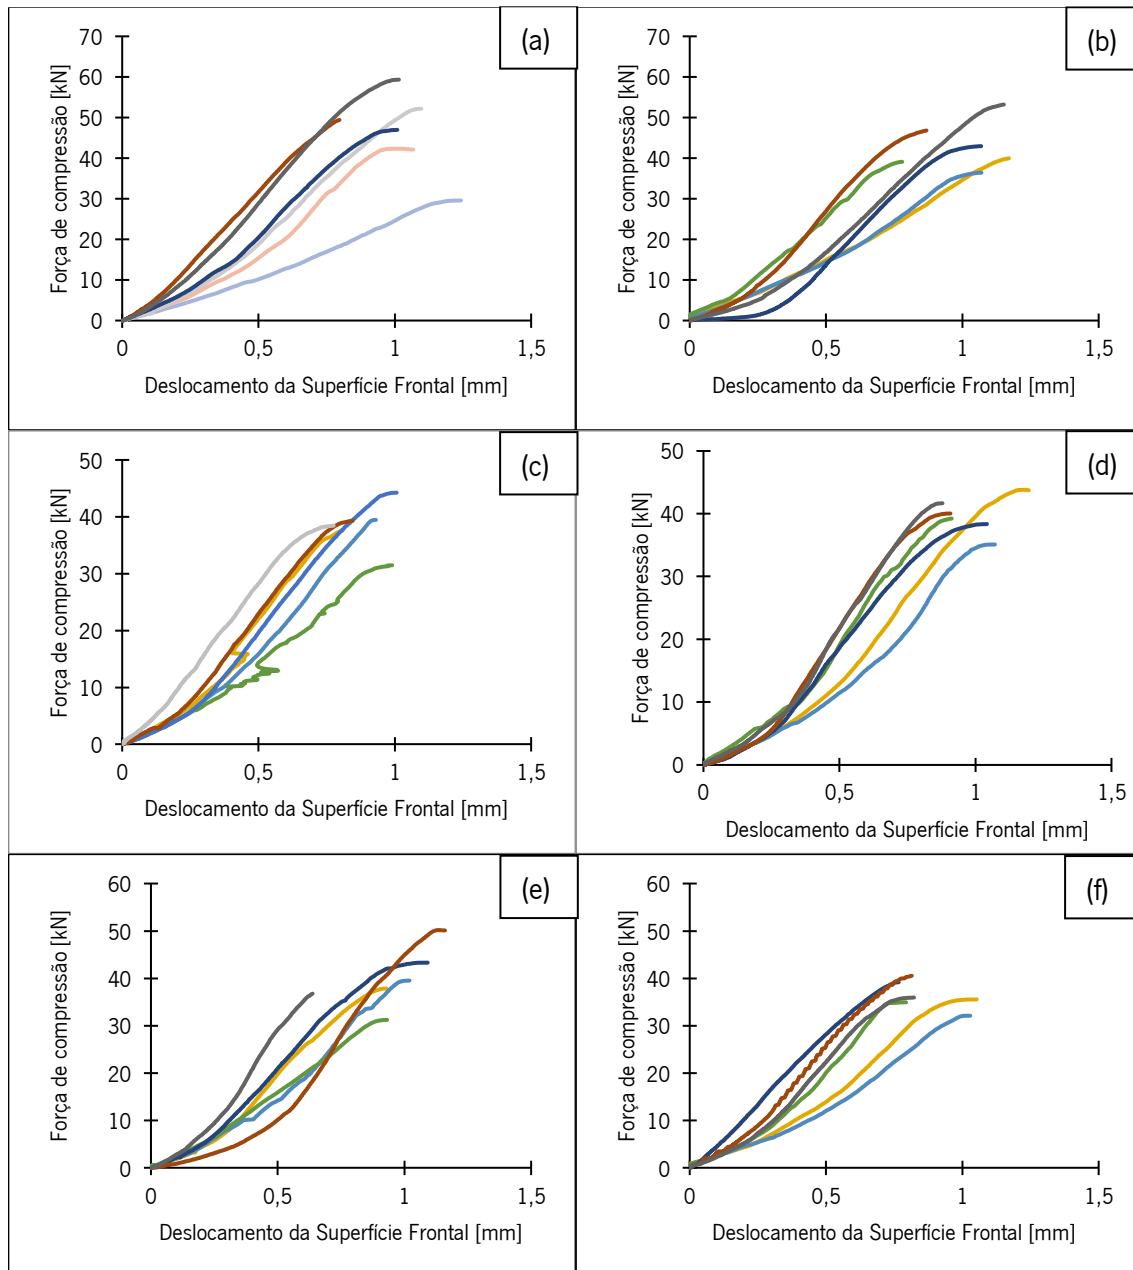 (a)
Força de compressão [kN]
70
60
50
40
30
20
10
0
0 0,5 1 1,5
Deslocamento da Superfície Frontal [mm]
(b)
Força de compressão [kN]
70
60
50
40
30
20
10
0
0 0,5 1 1,5
Deslocamento da Superfície Frontal [mm]
(c)
Força de compressão [kN]
50
40
30
20
10
0
0 0,5 1 1,5
Deslocamento da Superfície Frontal [mm]
(d)
Força de compressão [kN]
50
40
30
20
10
0
0 0,5 1 1,5
Deslocamento da Superfície Frontal [mm]
(e)
Força de compressão [kN]
60
50
40
30
20
10
0
0 0,5 1 1,5
Deslocamento da Superfície Frontal [mm]
(f)
Força de compressão [kN]
60
50
40
30
20
10
0
0 0,5 1 1,5
Deslocamento da Superfície Frontal [mm]